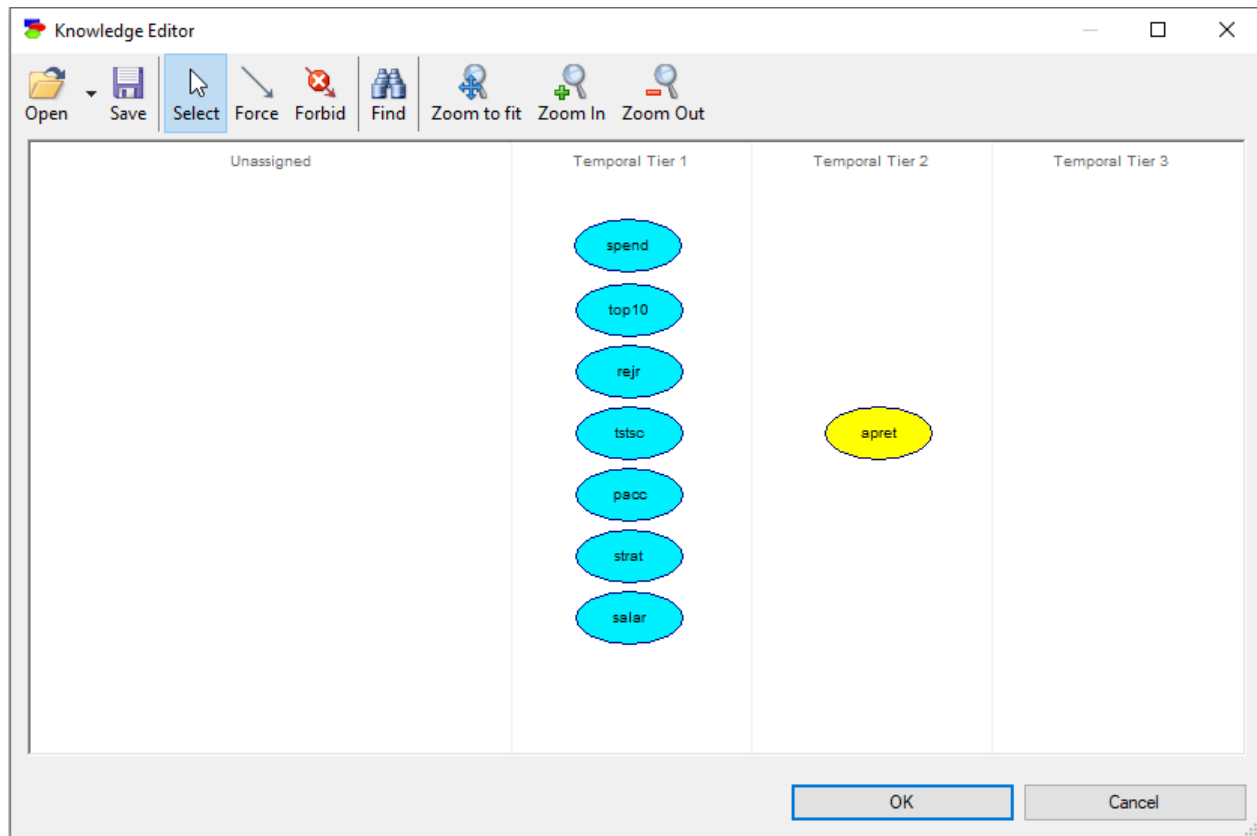 Knowledge Editor
Open Save Select Force Forbid Find Zoom to fit Zoom In Zoom Out
Unassigned Temporal Tier 1 Temporal Tier 2 Temporal Tier 3
spend
top10
rejr
tstsc apret
pacc
strat
salar
OK Cancel